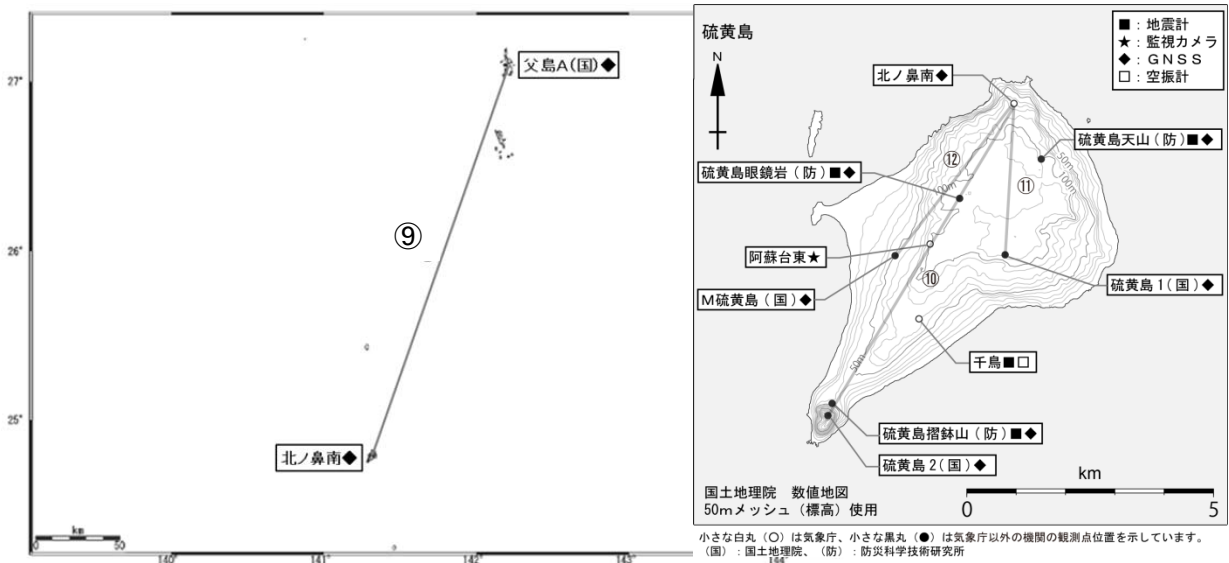 27°
26°
25°
父島A(国)◆
⑨
北ノ鼻南◆
km
0 50
140° 141° 142° 143° 144°
硫黄島
N
■:地震計
★:監視カメラ
◆:GNSS
□:空振計
北ノ鼻南◆
硫黄島天山(防)■◆
硫黄島眼鏡岩(防)■◆
⑫
⑪
50m
100m
100m
阿蘇台東★
M硫黄島(国)◆
⑩
硫黄島1(国)◆
千鳥■□
50m
硫黄島摺鉢山(防)■◆
硫黄島2(国)◆
国土地理院 数値地図
50mメッシュ(標高)使用
km
0 5
小さな白丸(○)は気象庁、小さな黒丸(●)は気象庁以外の機関の観測点位置を示しています。
(国):国土地理院、(防):防災科学技術研究所